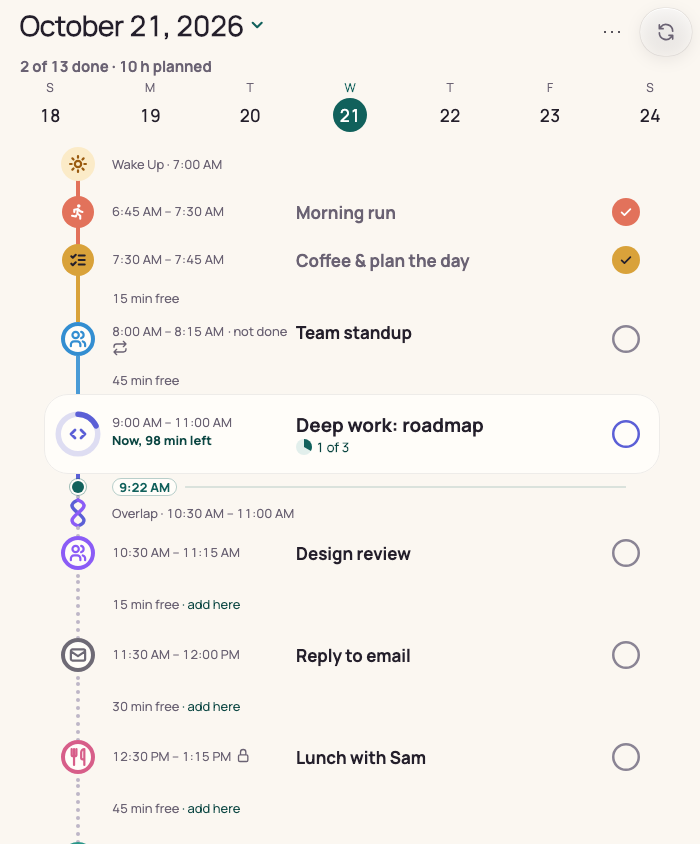 October 21, 2026
...
2 of 13 done · 10 h planned
S M T W T F S
18 19 20 21 22 23 24
Wake Up · 7:00 AM
6:45 AM – 7:30 AM Morning run
7:30 AM – 7:45 AM Coffee & plan the day
15 min free
8:00 AM – 8:15 AM · not done Team standup
45 min free
9:00 AM – 11:00 AM Deep work: roadmap
Now, 98 min left 1 of 3
9:22 AM
Overlap · 10:30 AM – 11:00 AM
10:30 AM – 11:15 AM Design review
15 min free · add here
11:30 AM – 12:00 PM Reply to email
30 min free · add here
12:30 PM – 1:15 PM Lunch with Sam
45 min free · add here